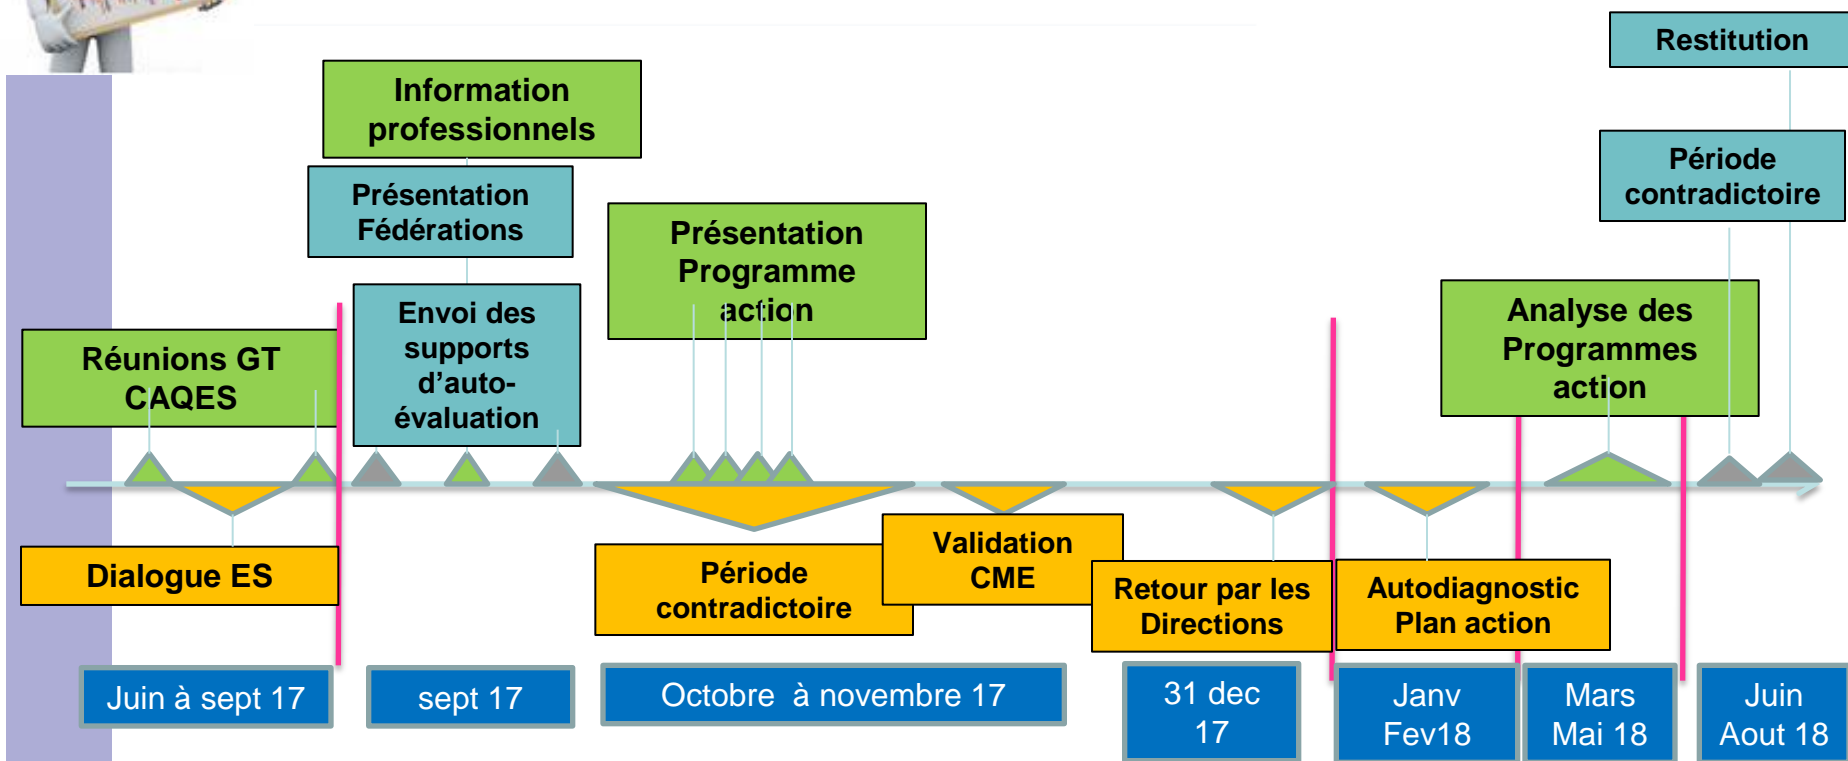 Restitution
Information
professionnels
Période
contradictoire
Présentation
Fédérations
Présentation
Programme
action
Envoi des
supports
d'auto-
évaluation
Analyse des
Programmes
action
Réunions GT
CAQES
Dialogue ES
Période
contradictoire
Validation
CME
Retour par les
Directions
Autodiagnostic
Plan action
Juin à sept 17
sept 17
Octobre à novembre 17
31 dec
17
Janv
Fev18
Mars
Mai 18
Juin
Aout 18